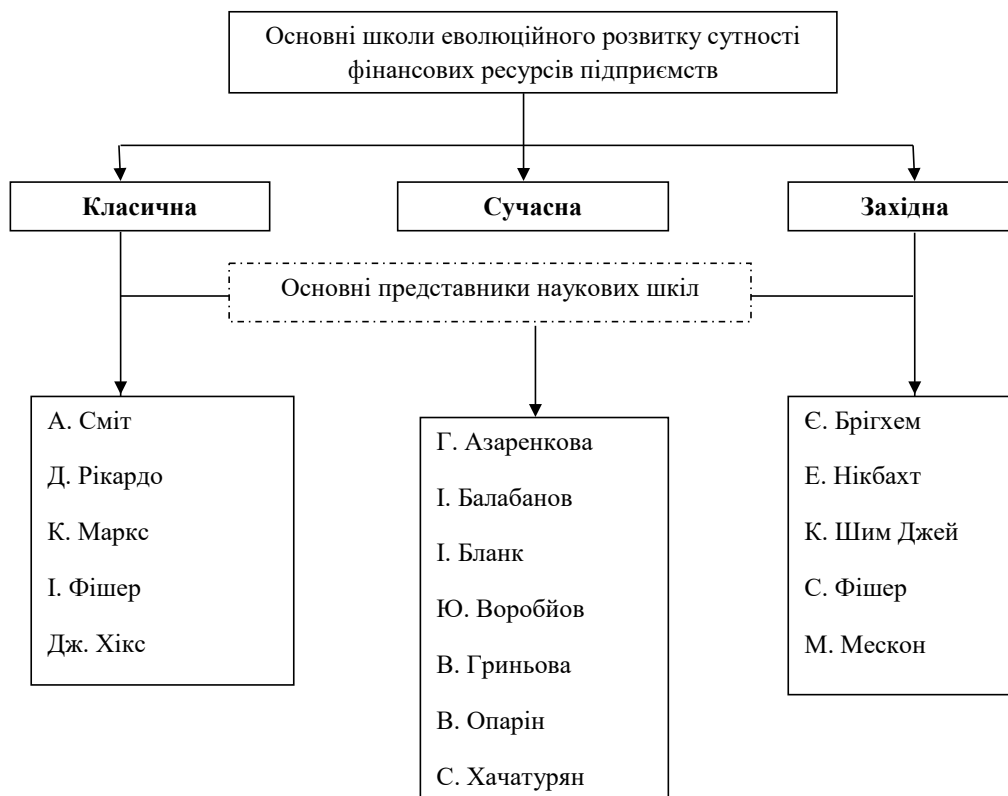 Основні школи еволюційного розвитку сутності
фінансових ресурсів підприємств
Класична
Сучасна
Західна
Основні представники наукових шкіл
А. Сміт
Д. Рікардо
К. Маркс
І. Фішер
Дж. Хікс
Г. Азаренкова
І. Балабанов
І. Бланк
Ю. Воробйов
В. Гриньова
В. Опарін
С. Хачатурян
Є. Брігхем
Е. Нікбахт
К. Шим Джей
С. Фішер
М. Мескон